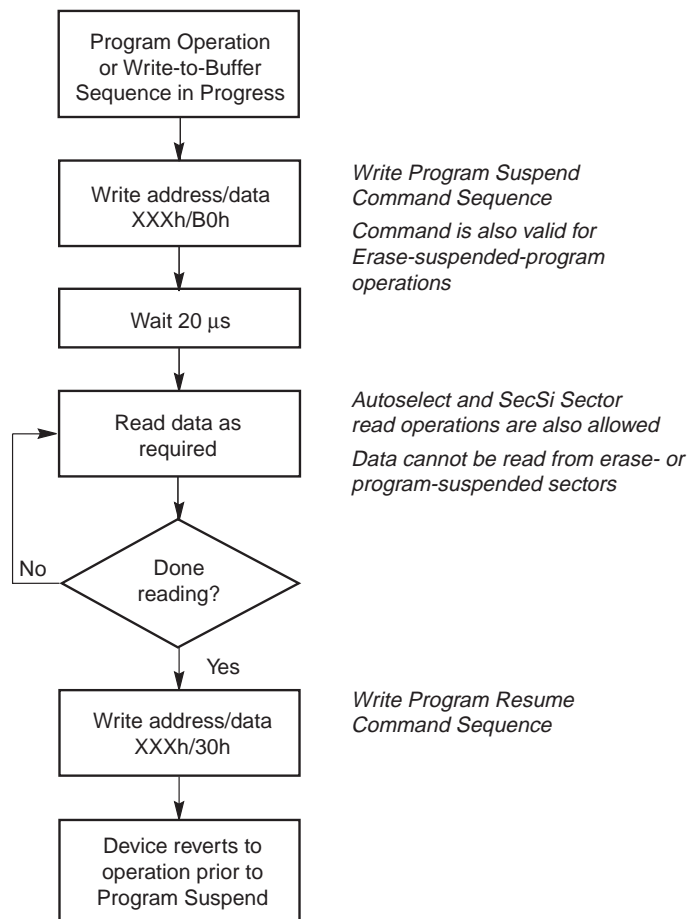 Program Operation
or Write-to-Buffer
Sequence in Progress
Write address/data
XXXh/B0h
Write Program Suspend
Command Sequence
Command is also valid for
Erase-suspended-program
operations
Wait 20 μs
Read data as
required
Autoselect and SecSi Sector
read operations are also allowed
Data cannot be read from erase- or
program-suspended sectors
Done
reading?
No
Yes
Write address/data
XXXh/30h
Write Program Resume
Command Sequence
Device reverts to
operation prior to
Program Suspend